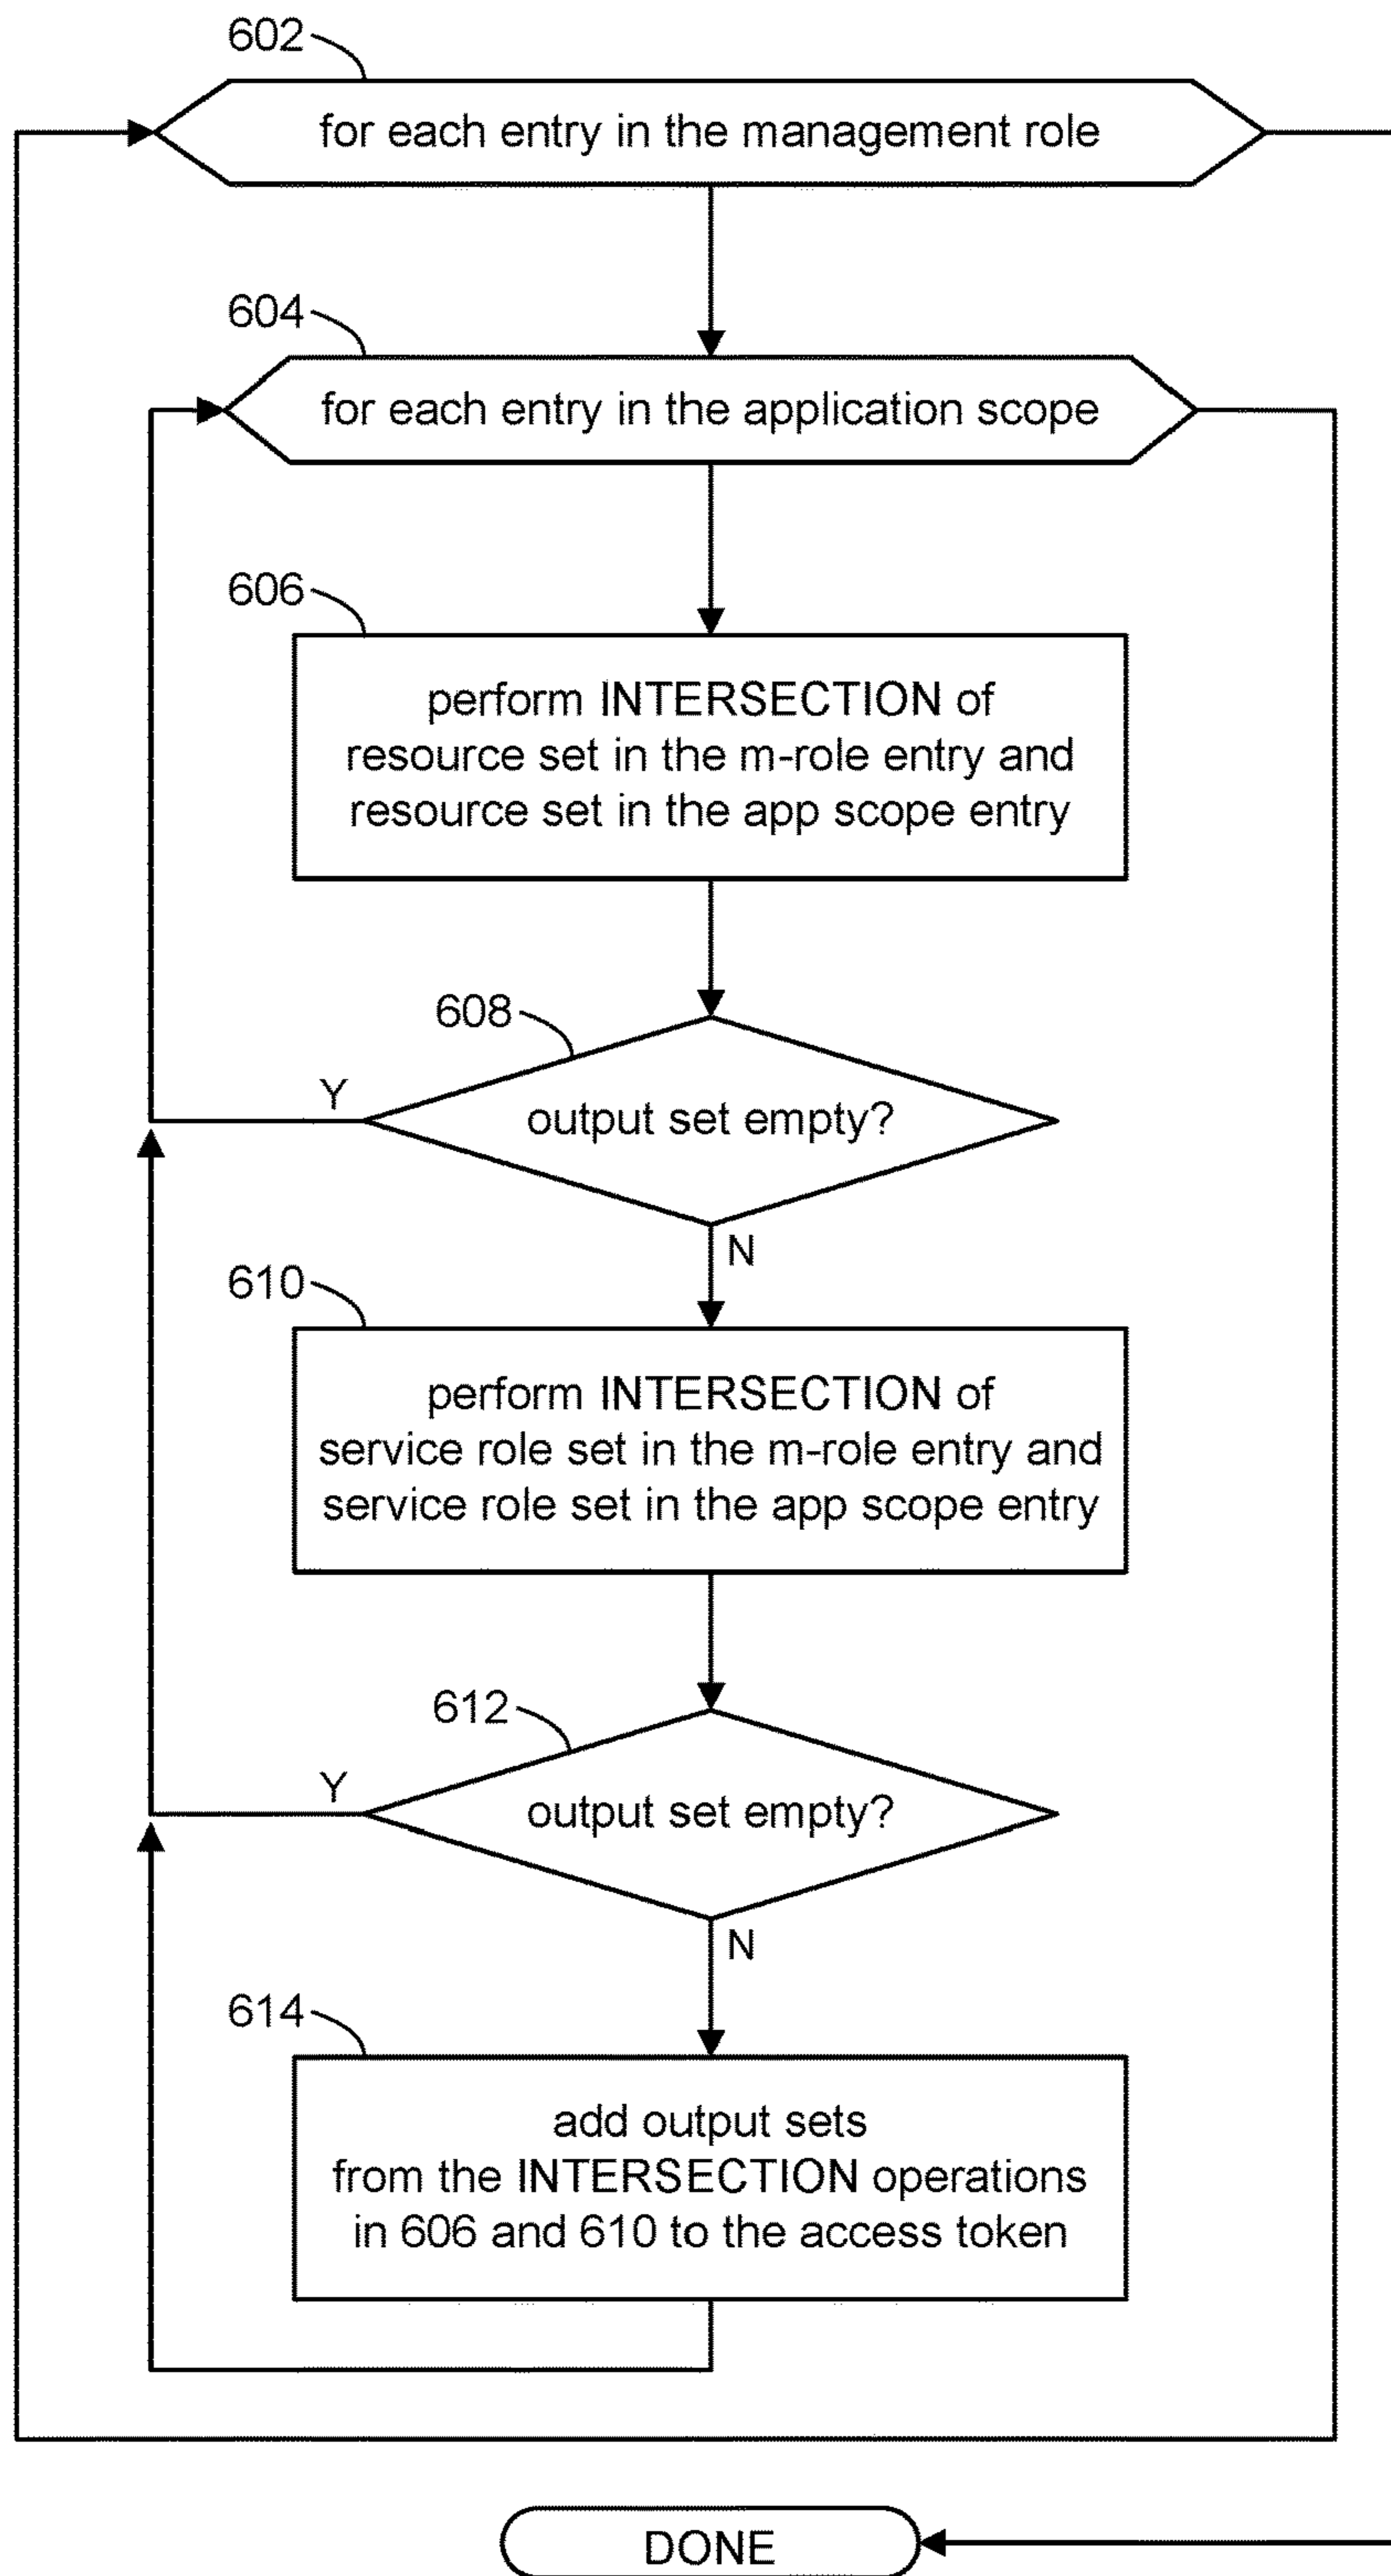 602
for each entry in the management role
604
for each entry in the application scope
606
perform INTERSECTION of
resource set in the m-role entry and
resource set in the app scope entry
608
Y
output set empty?
N
610
perform INTERSECTION of
service role set in the m-role entry and
service role set in the app scope entry
612
Y
output set empty?
N
614
add output sets
from the INTERSECTION operations
in 606 and 610 to the access token
DONE